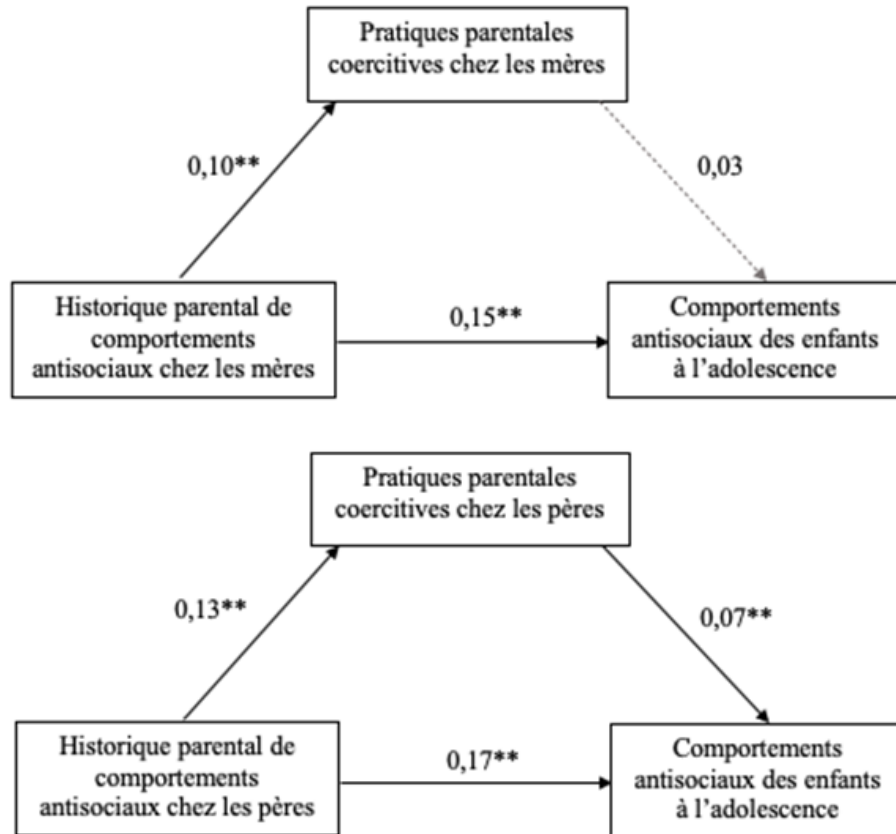 Pratiques parentales
coercitives chez les mères
0,10**
0,03
Historique parental de
comportements
antisociaux chez les mères
0,15**
Comportements
antisociaux des enfants
à l’adolescence
Pratiques parentales
coercitives chez les pères
0,13**
0,07**
Historique parental de
comportements
antisociaux chez les pères
0,17**
Comportements
antisociaux des enfants
à l’adolescence